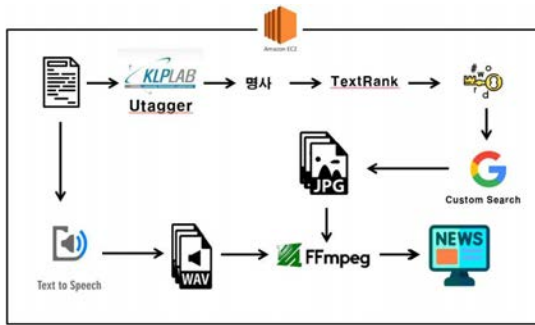 Amazon EC2
KLPLAB
Utagger
명사
TextRank
# w o r d
JPG
G
Custom Search
Text to Speech
WAV
FFmpeg
NEWS